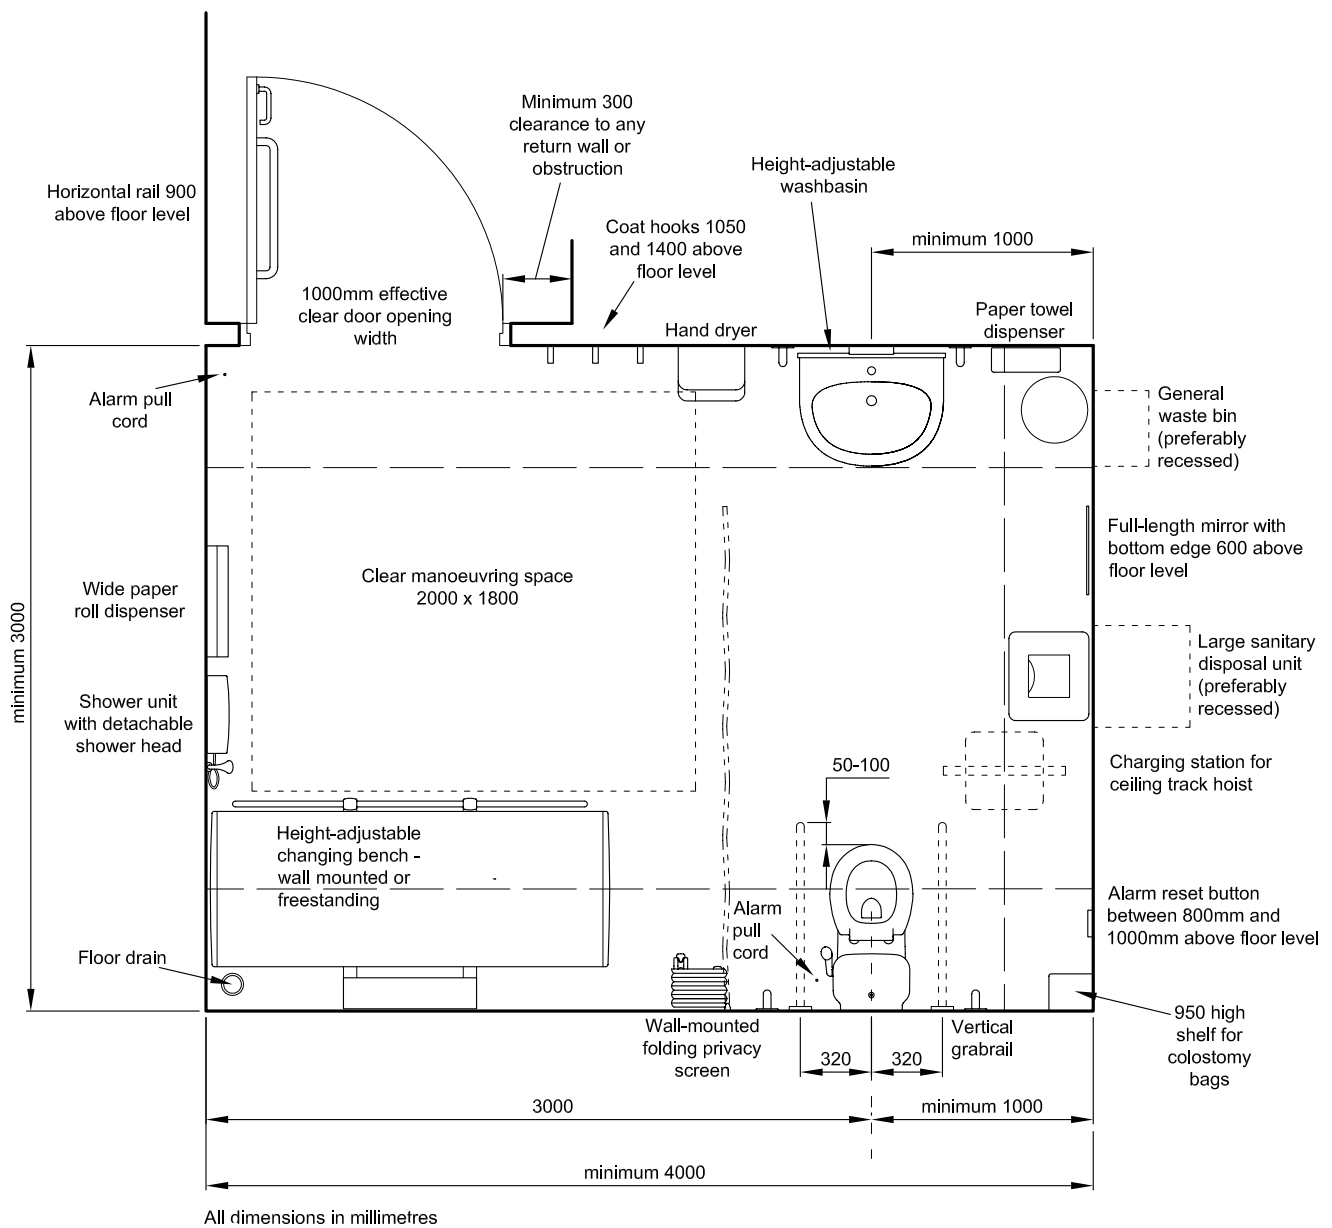 Minimum 300
clearance to any
return wall or
obstruction
Height-adjustable
washbasin
Horizontal rail 900
above floor level
Coat hooks 1050
and 1400 above
floor level
minimum 1000
1000mm effective
clear door opening
width
Hand dryer
Paper towel
dispenser
Alarm pull
cord
General
waste bin
(preferably
recessed)
Full-length mirror with
bottom edge 600 above
floor level
Clear manoeuvring space
2000 x 1800
Wide paper
roll dispenser
minimum 3000
Large sanitary
disposal unit
(preferably
recessed)
Shower unit
with detachable
shower head
50-100
Charging station for
ceiling track hoist
Height-adjustable
changing bench -
wall mounted or
freestanding
Alarm
pull
cord
Alarm reset button
between 800mm and
1000mm above floor level
Floor drain
950 high
shelf for
colostomy
bags
Wall-mounted
folding privacy
screen
320
320
Vertical
grabrail
3000
minimum 1000
minimum 4000
All dimensions in millimetres